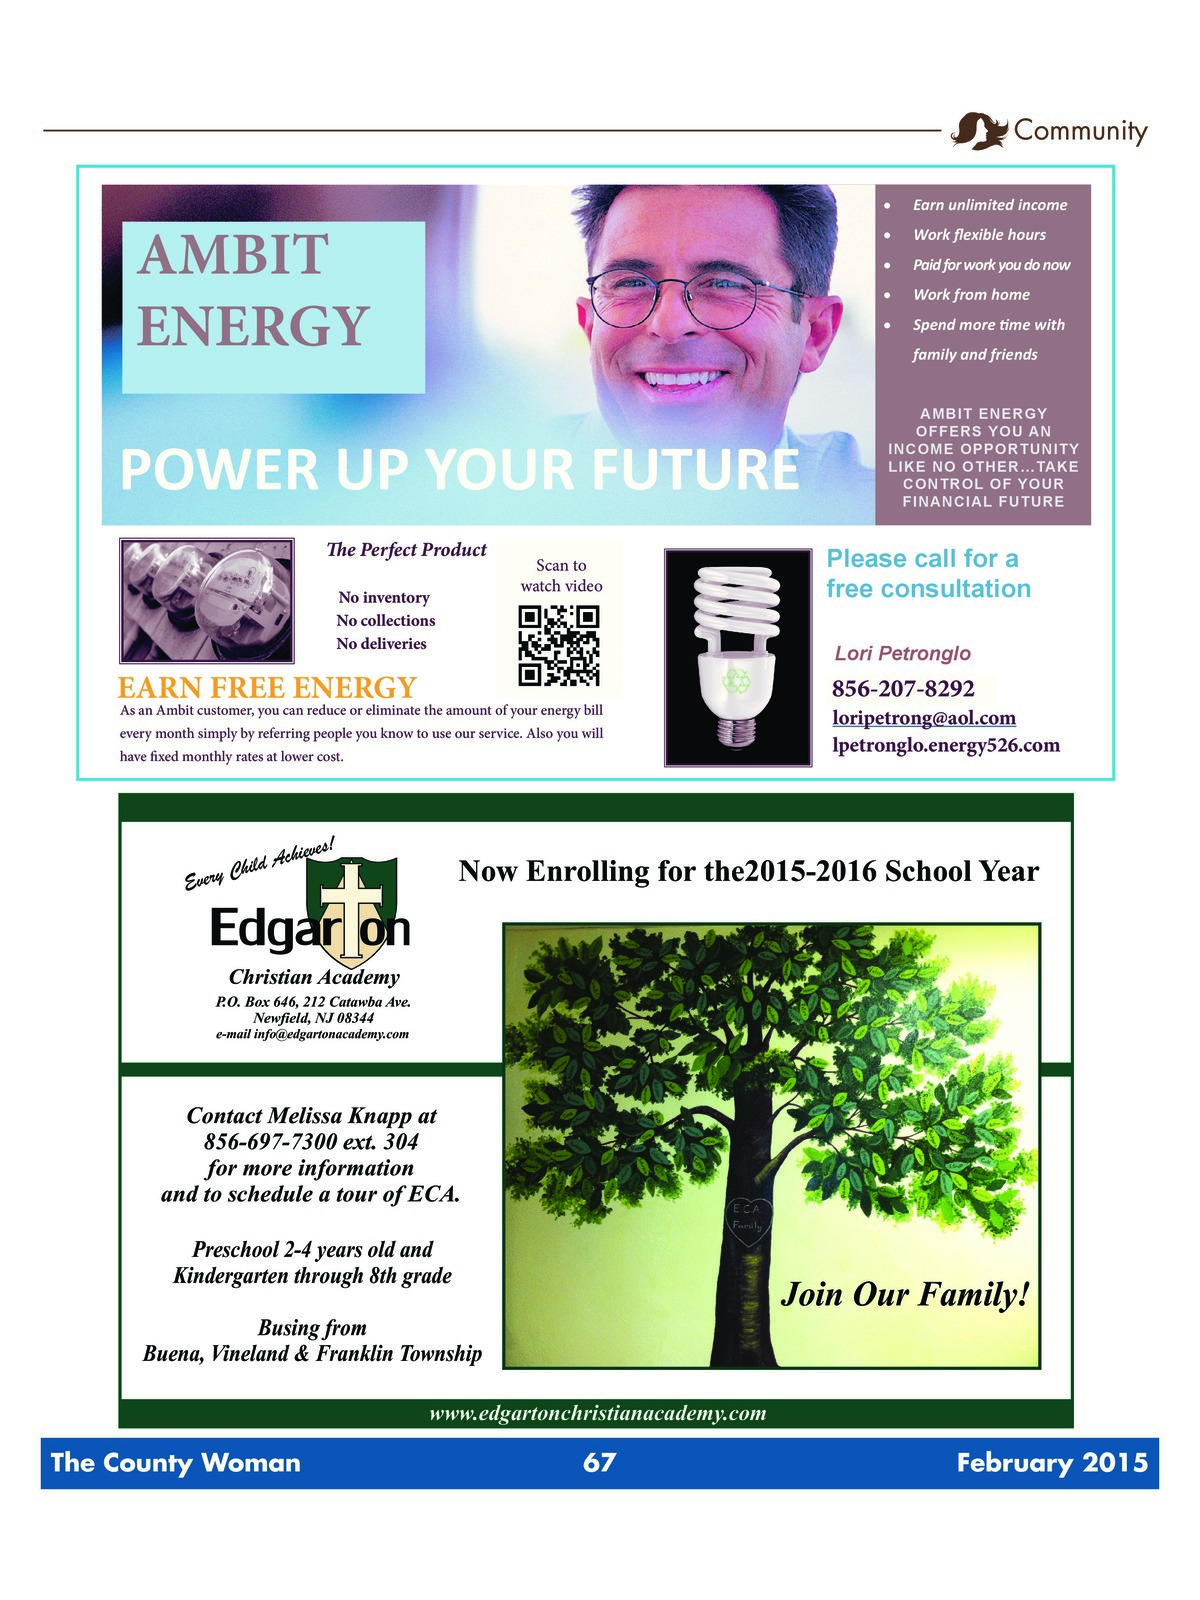 Community
AMBIT
ENERGY
POWER UP YOUR FUTURE
• Earn unlimited income
• Work flexible hours
• Paid for work you do now
• Work from home
• Spend more time with
family and friends
AMBIT ENERGY
OFFERS YOU AN
INCOME OPPORTUNITY
LIKE NO OTHER...TAKE
CONTROL OF YOUR
FINANCIAL FUTURE
The Perfect Product
No inventory
No collections
No deliveries
Scan to
watch video
EARN FREE ENERGY
As an Ambit customer, you can reduce or eliminate the amount of your energy bill
every month simply by referring people you know to use our service. Also you will
have fixed monthly rates at lower cost.
Please call for a
free consultation
Lori Petronglo
856-207-8292
loripetrong@aol.com
lpetronglo.energy526.com
Every Child Achieves!
Edgarton
Christian Academy
P.O. Box 646, 212 Catawba Ave.
Newfield, NJ 08344
e-mail info@edgartonacademy.com
Now Enrolling for the2015-2016 School Year
Contact Melissa Knapp at
856-697-7300 ext. 304
for more information
and to schedule a tour of ECA.
Preschool 2-4 years old and
Kindergarten through 8th grade
Busing from
Buena, Vineland & Franklin Township
ECA
Family
Join Our Family!
www.edgartonchristianacademy.com
The County Woman 67 February 2015